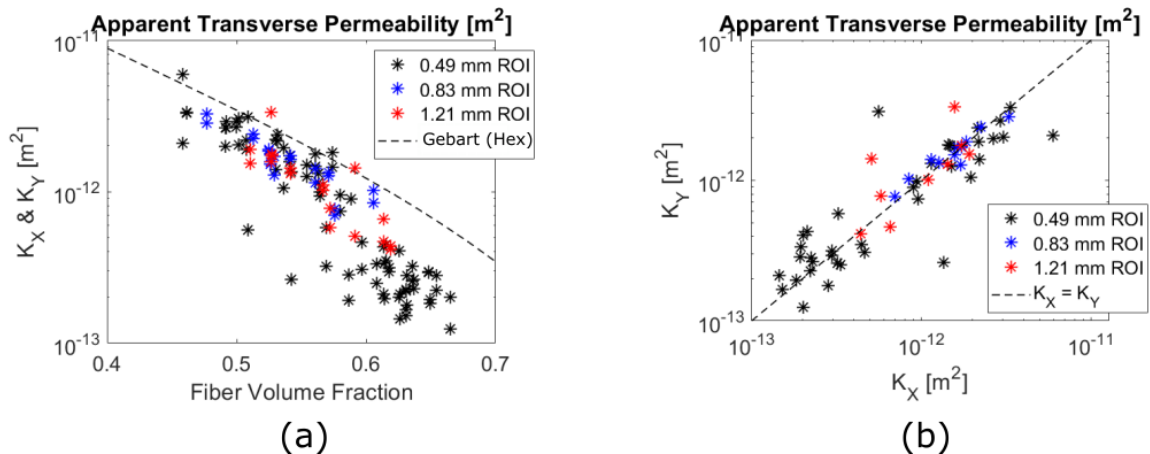 Apparent Transverse Permeability [m²]
10⁻¹¹
10⁻¹²
10⁻¹³
K_X & K_Y [m²]
0.49 mm ROI
0.83 mm ROI
1.21 mm ROI
Gebart (Hex)
0.4 0.5 0.6 0.7
Fiber Volume Fraction
(a)
Apparent Transverse Permeability [m²]
10⁻¹¹
10⁻¹²
10⁻¹³
K_Y [m²]
0.49 mm ROI
0.83 mm ROI
1.21 mm ROI
K_X = K_Y
10⁻¹³ 10⁻¹² 10⁻¹¹
K_X [m²]
(b)